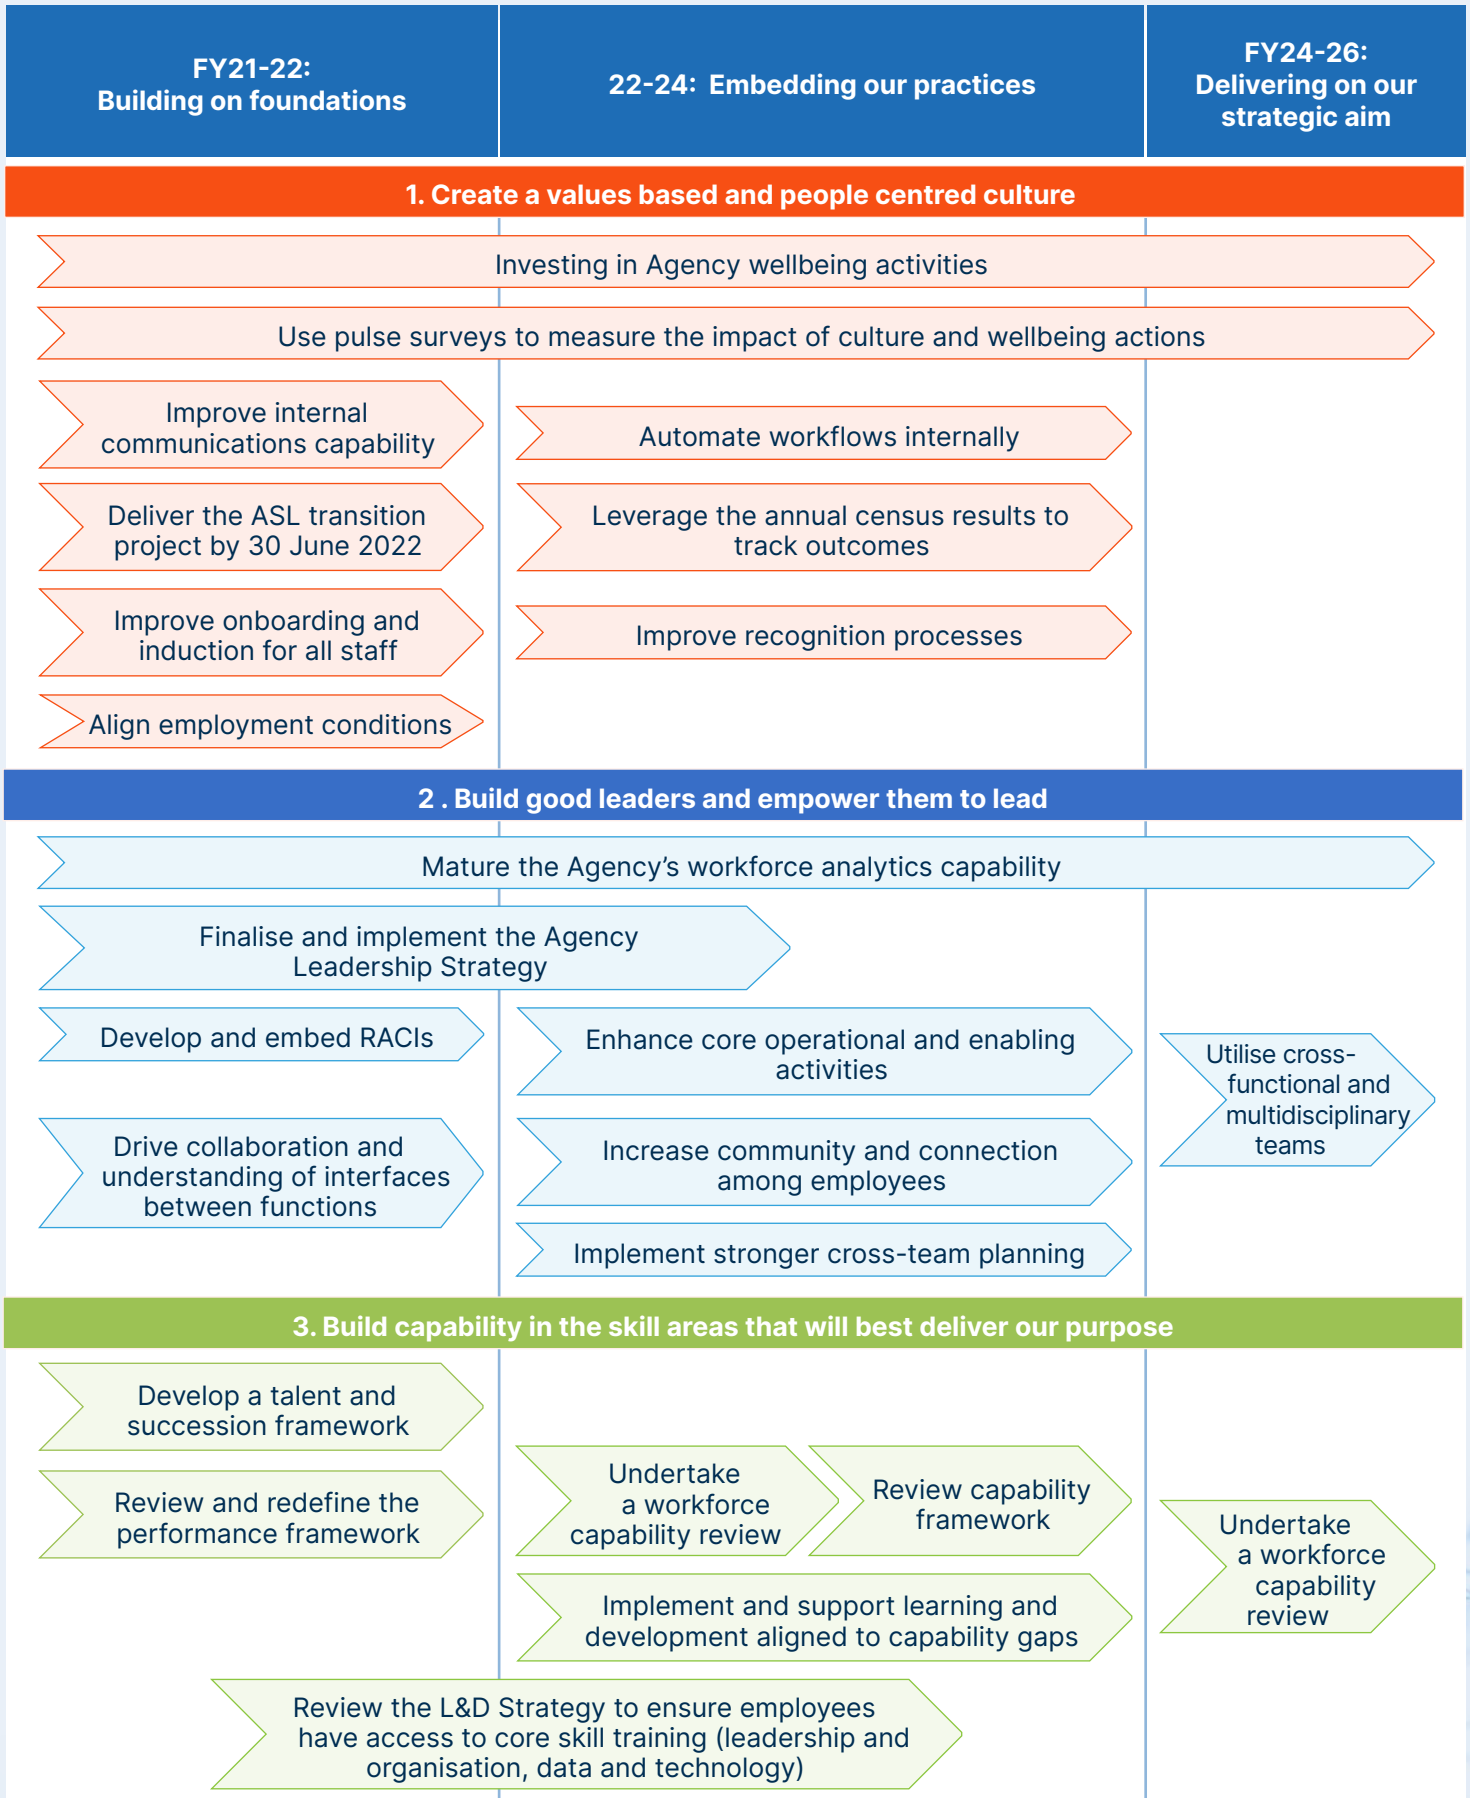 FY21-22:
Building on foundations
22-24:  Embedding our practices
FY24-26:
Delivering on our
strategic aim
1. Create a values based and people centred culture
Investing in Agency wellbeing activities
Use pulse surveys to measure the impact of culture and wellbeing actions
Improve internal
communications capability
Automate workflows internally
Deliver the ASL transition
project by 30 June 2022
Leverage the annual census results to
track outcomes
Improve onboarding and
induction for all staff
Improve recognition processes
Align employment conditions
2 . Build good leaders and empower them to lead
Mature the Agency’s workforce analytics capability
Finalise and implement the Agency
Leadership Strategy
Develop and embed RACIs
Enhance core operational and enabling
activities
Utilise cross-
functional and
multidisciplinary
teams
Drive collaboration and
understanding of interfaces
between functions
Increase community and connection
among employees
Implement stronger cross-team planning
3. Build capability in the skill areas that will best deliver our purpose
Develop a talent and
succession framework
Review and redefine the
performance framework
Undertake
a workforce
capability review
Review capability
framework
Undertake
a workforce
capability
review
Implement and support learning and
development aligned to capability gaps
Review the L&D Strategy to ensure employees
have access to core skill training (leadership and
organisation, data and technology)